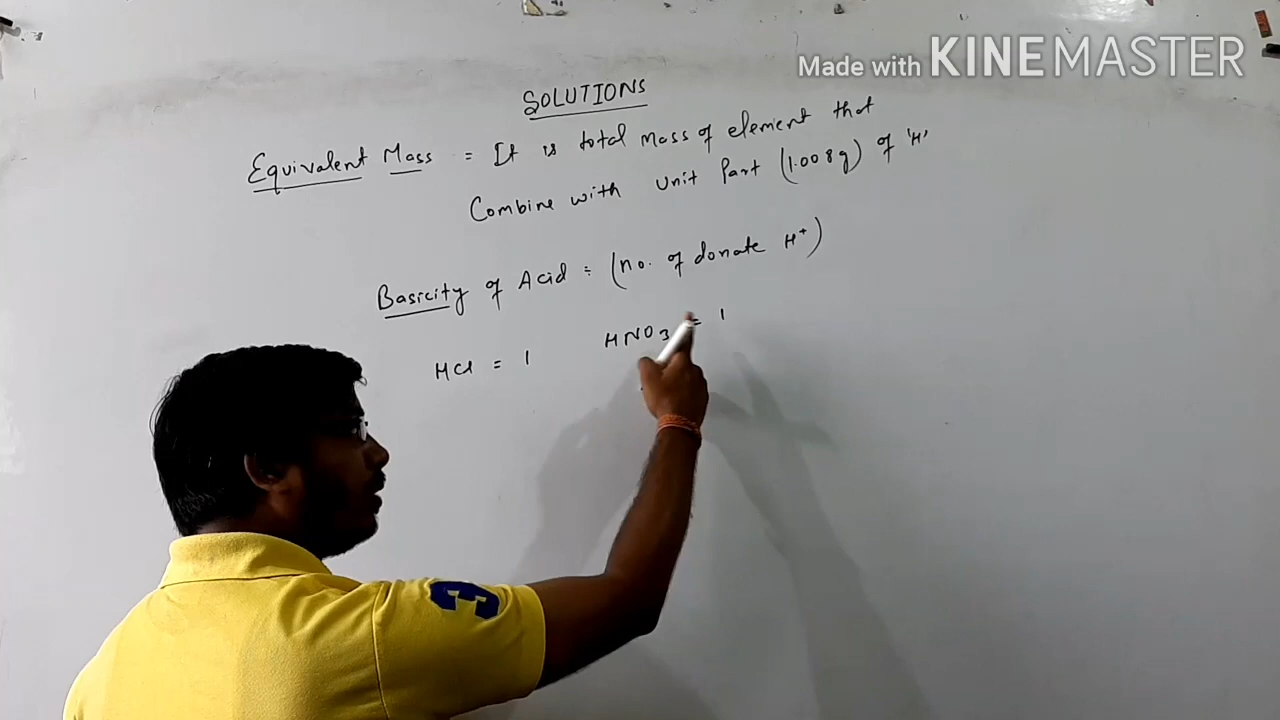 Made with KINEMASTER
SOLUTIONS
Equivalent Mass = It is total Mass of element that
Combine with Unit Part (1.008g) of 'H'
Basicity of Acid = (no. of donate H+)
HCl = 1 HNO3 = 1
3